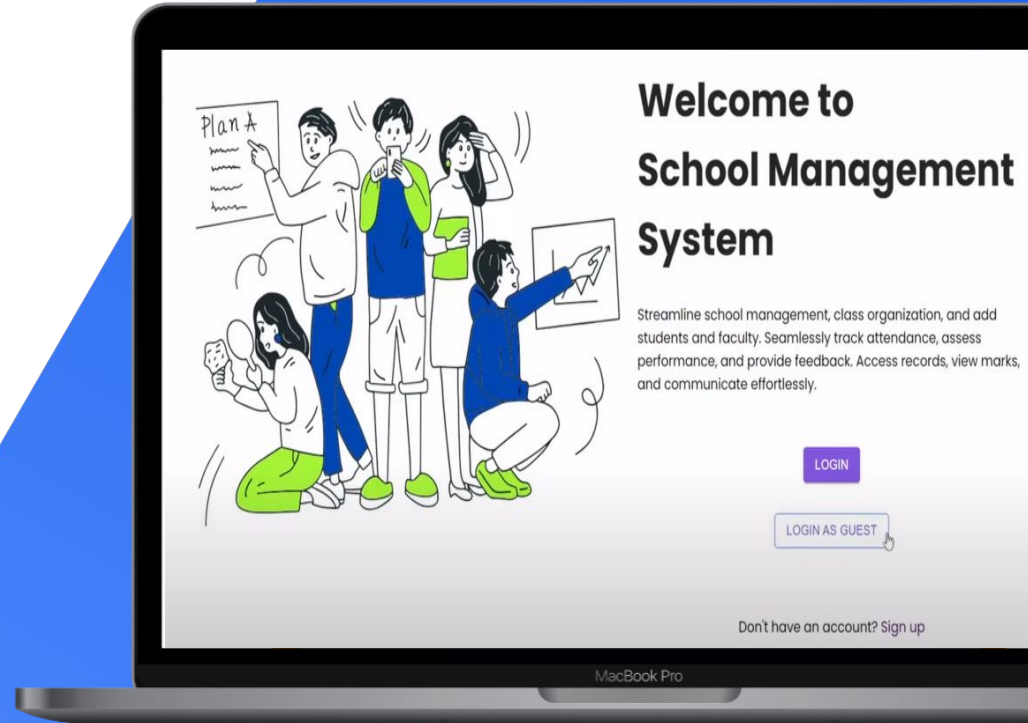 Plan A
Welcome to
School Management
System
Streamline school management, class organization, and add
students and faculty. Seamlessly track attendance, assess
performance, and provide feedback. Access records, view marks,
and communicate effortlessly.
LOGIN
LOGIN AS GUEST
Don't have an account? Sign up
MacBook Pro